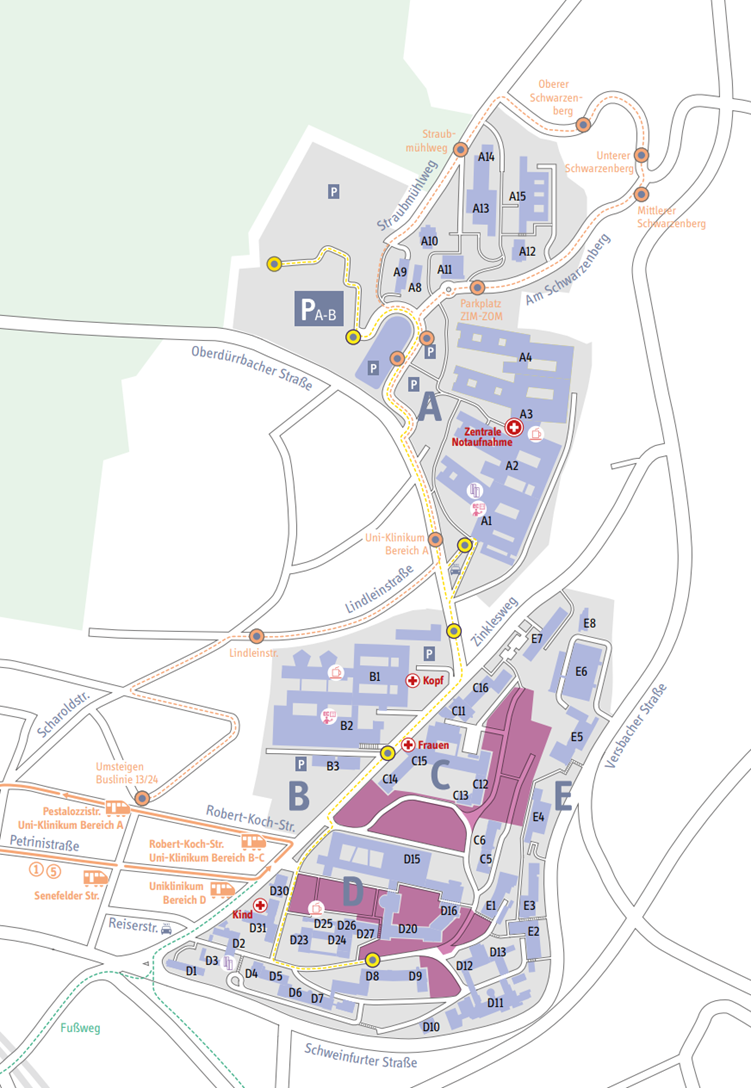 Oberer
Schwarzen-
berg
Straub-
mühlweg
A14
Unterer
Schwarzenberg
P
Straubmühlweg
A15
A13
Mittlerer
Schwarzenberg
A10
A12
Am Schwarzenberg
A9
A11
A8
P A-B
Parkplatz
ZIM-ZOM
P
Oberdürrbacher Straße
A4
P
P
A
A3
Zentrale
Notaufnahme
A2
A1
Uni-Klinikum
Bereich A
Lindleinstraße
Zinklesweg
E8
Lindleinstr.
P
E7
B1
Kopf
C16
E6
Scharoldstr.
C11
B2
Frauen
E5
Versbacher Straße
Umsteigen
Buslinie 13/24
P
B3
C15
C14
C
C12
C13
B
E
Pestalozzistr.
Uni-Klinikum Bereich A
Robert-Koch-Str.
E4
Petrinistraße
Robert-Koch-Str.
Uni-Klinikum Bereich B-C
C6
C5
D15
1 5
Senefelder Str.
Uniklinikum
Bereich D
D30
D
Kind
E1
E3
D16
Reiserstr.
D31
D25
D26
D27
D20
D23
D24
E2
D2
D3
D13
D12
D1
D4
D5
D8
D9
D6
D7
D11
D10
Fußweg
Schweinfurter Straße